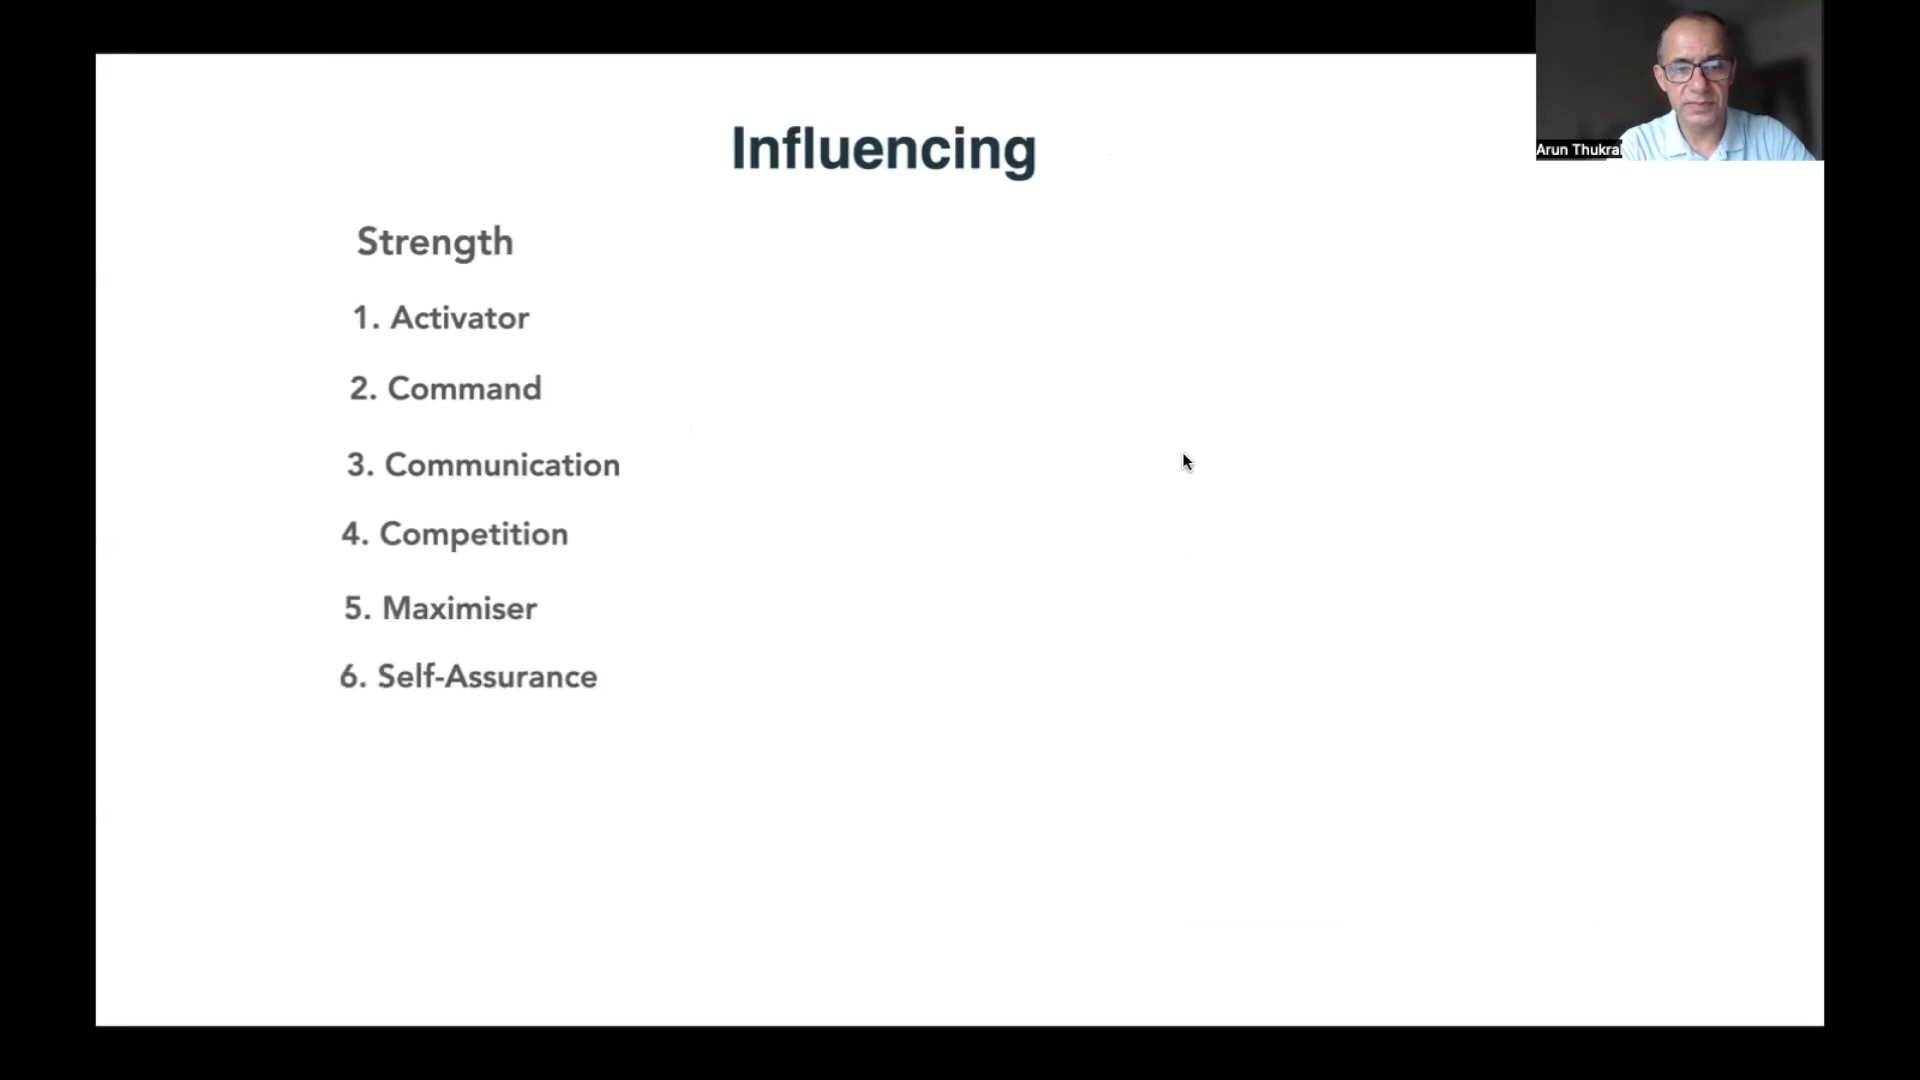 Influencing
Arun Thukral
Strength
1. Activator
2. Command
3. Communication
4. Competition
5. Maximiser
6. Self-Assurance